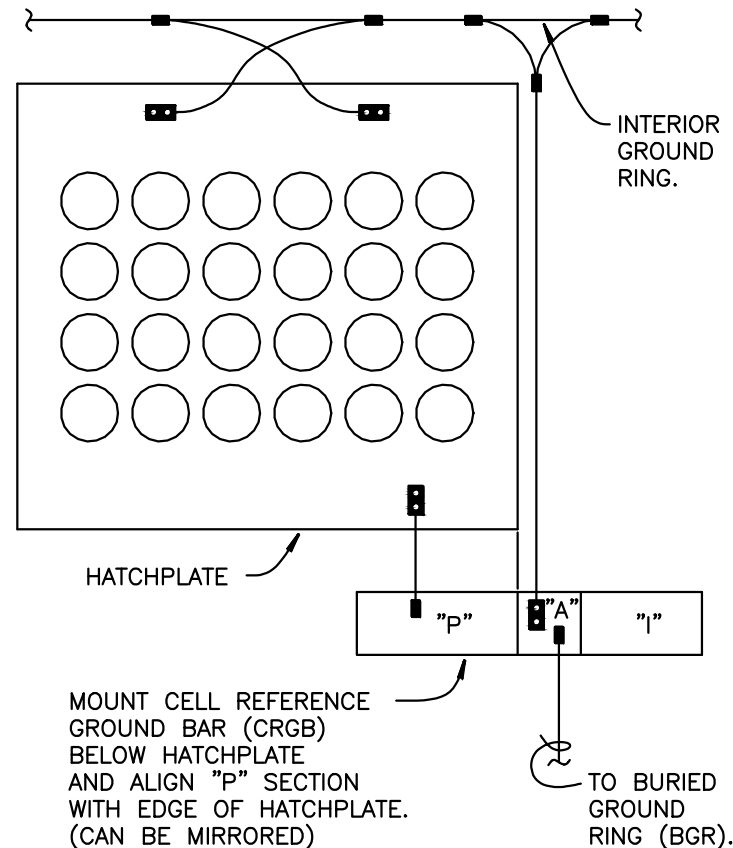 INTERIOR
GROUND
RING.
HATCHPLATE
"P"
"A"
"I"
MOUNT CELL REFERENCE
GROUND BAR (CRGB)
BELOW HATCHPLATE
AND ALIGN "P" SECTION
WITH EDGE OF HATCHPLATE.
(CAN BE MIRRORED)
TO BURIED
GROUND
RING (BGR).